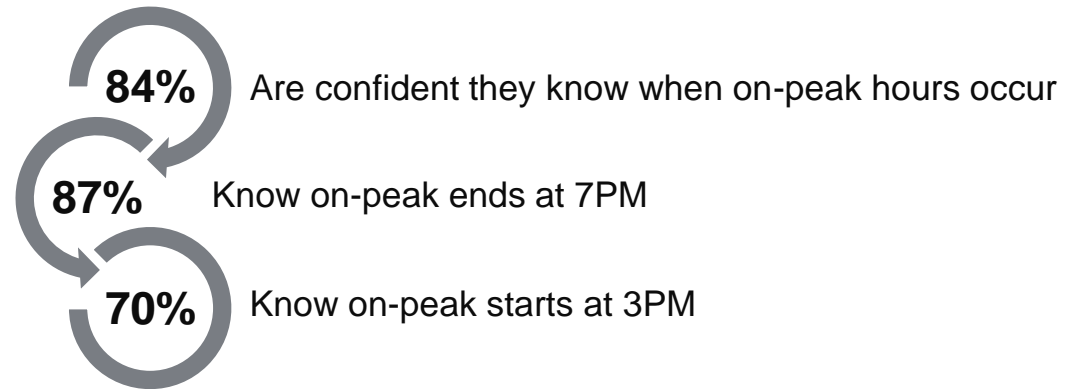 84% Are confident they know when on-peak hours occur
87% Know on-peak ends at 7PM
70% Know on-peak starts at 3PM